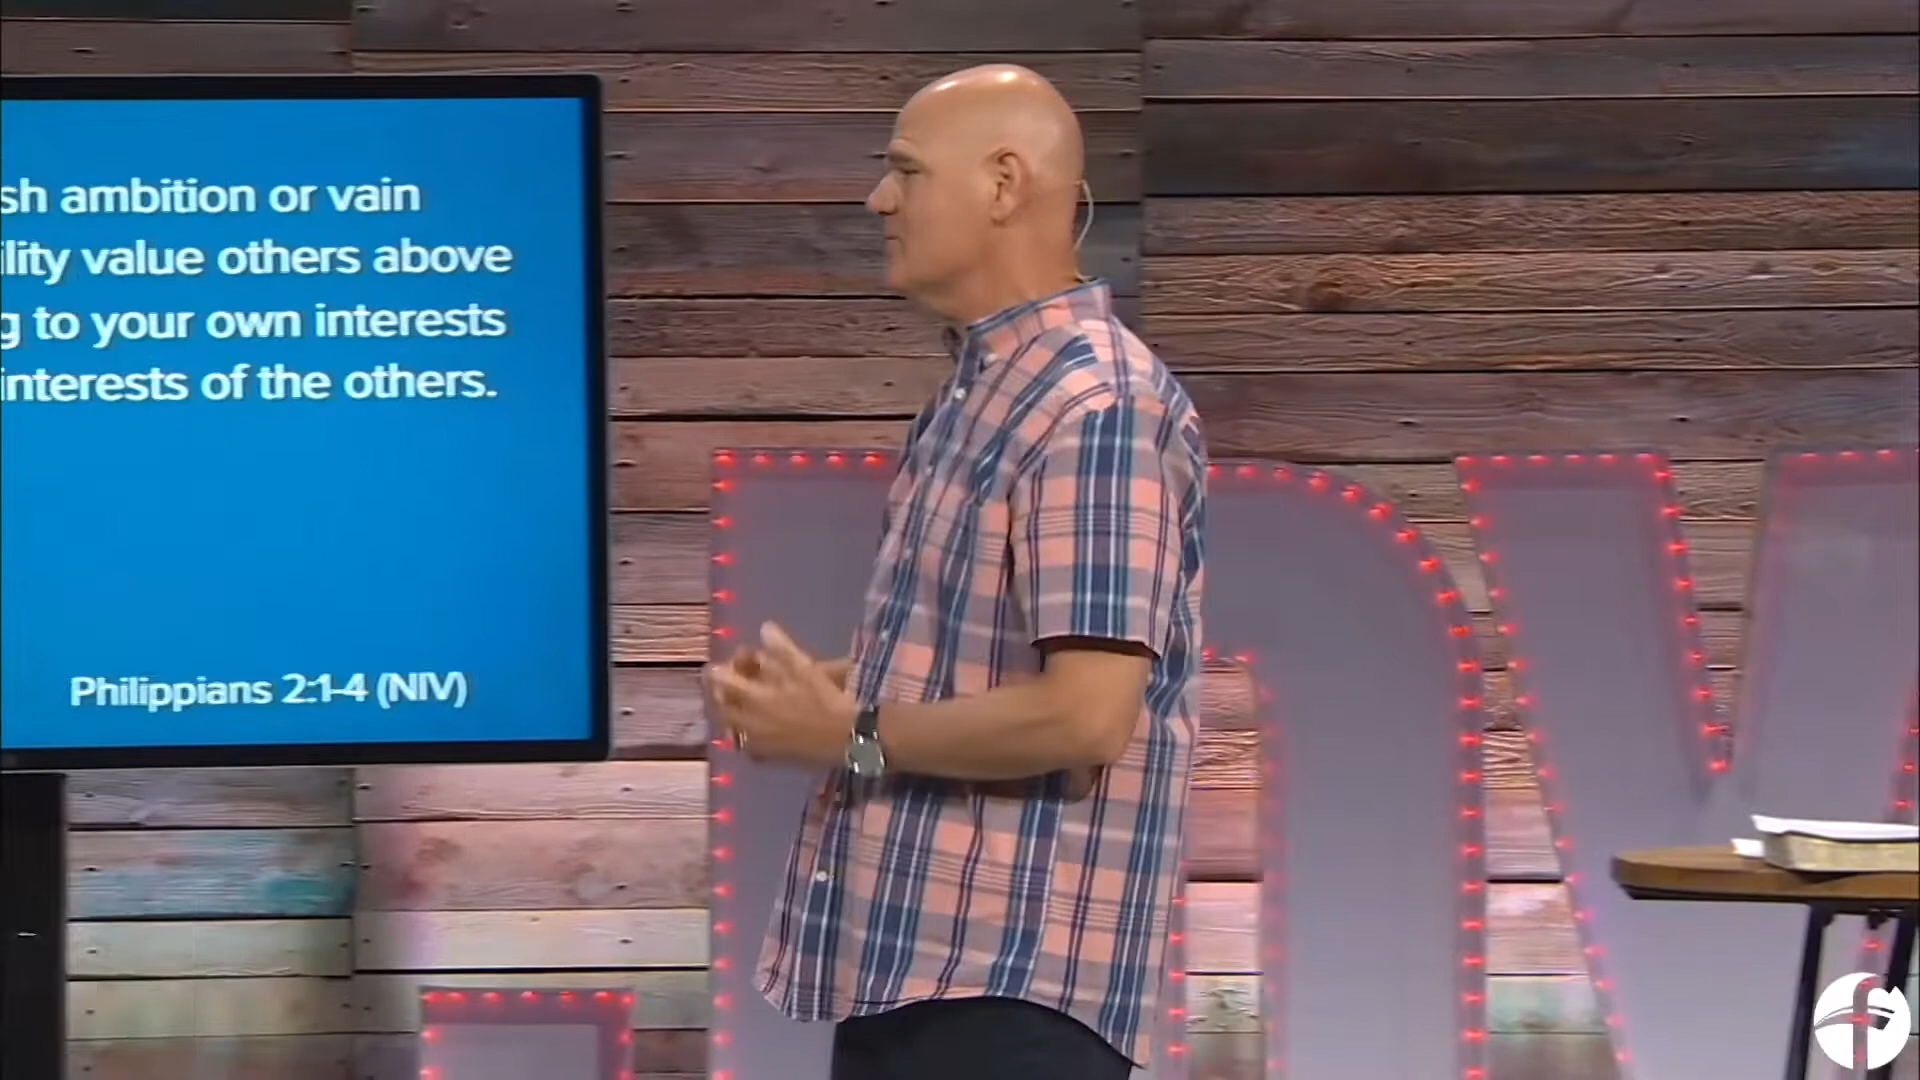 sh ambition or vain
ility value others above
g to your own interests
interests of the others.
Philippians 2:1-4 (NIV)